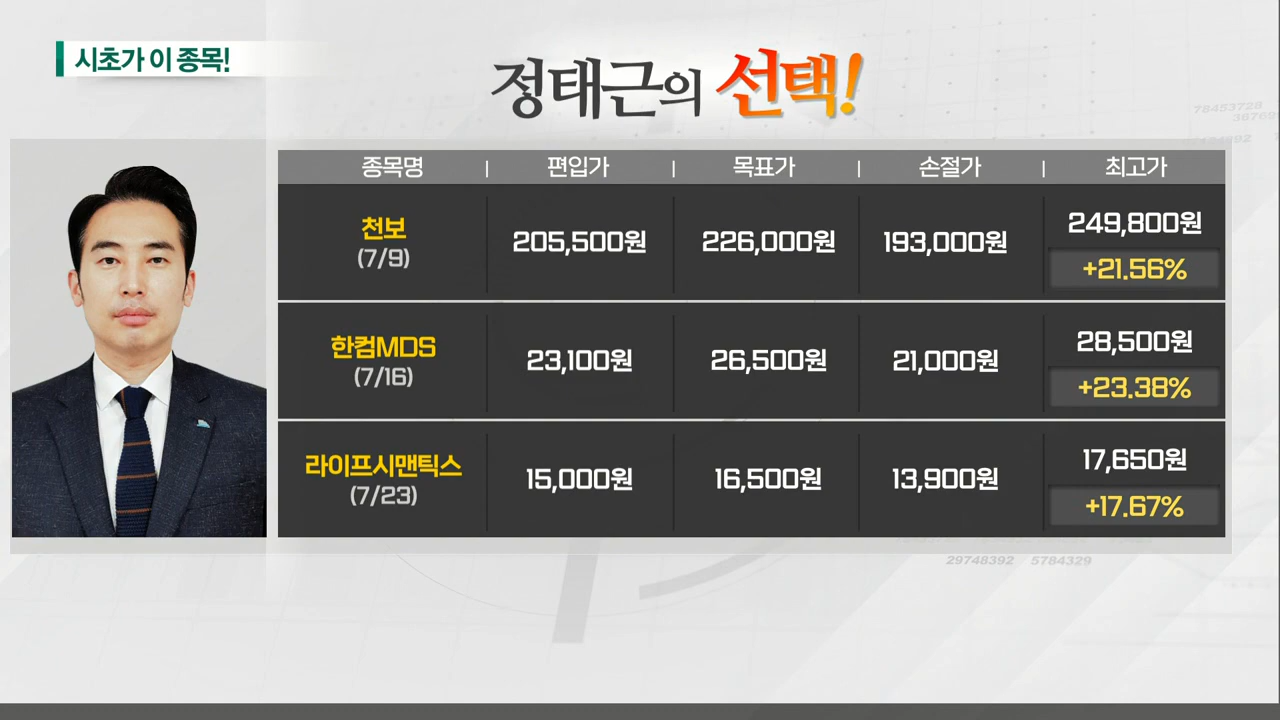 시초가 이 종목!
정태근의 선택!
종목명 | 편입가 | 목표가 | 손절가 | 최고가
천보 (7/9) 205,500원 226,000원 193,000원 249,800원 +21.56%
한컴MDS (7/16) 23,100원 26,500원 21,000원 28,500원 +23.38%
라이프시맨틱스 (7/23) 15,000원 16,500원 13,900원 17,650원 +17.67%
78453728
29748392 5784329